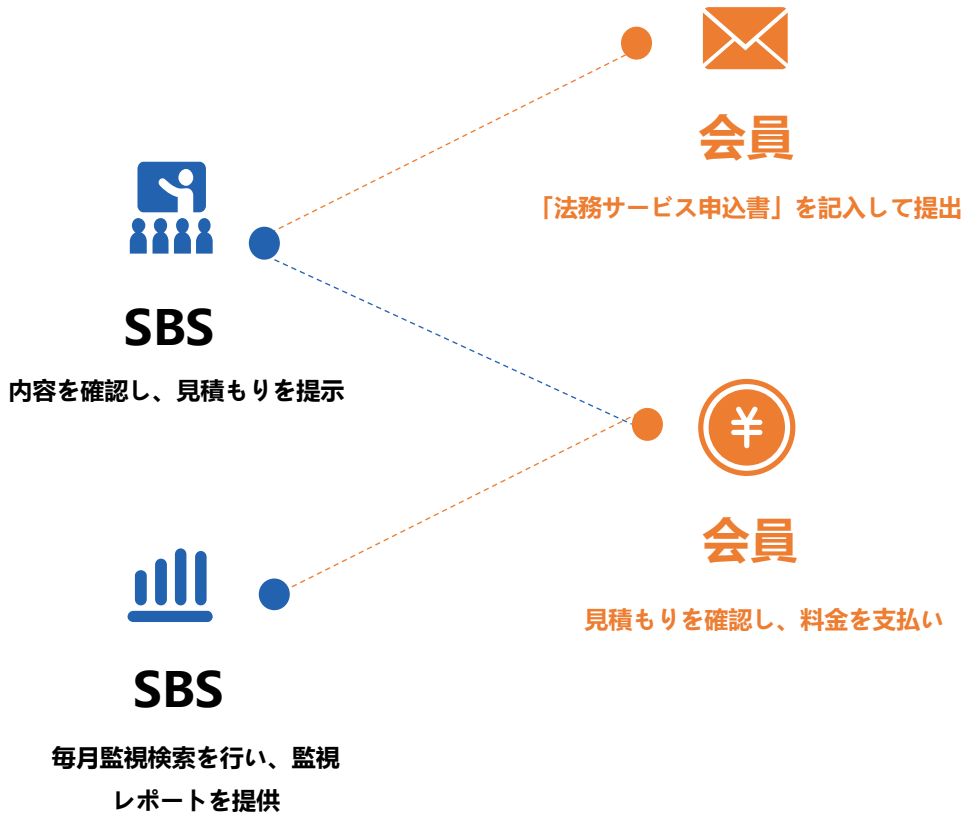 会員
「法務サービス申込書」を記入して提出
SBS
内容を確認し、見積もりを提示
¥
会員
見積もりを確認し、料金を支払い
SBS
毎月監視検索を行い、監視
レポートを提供